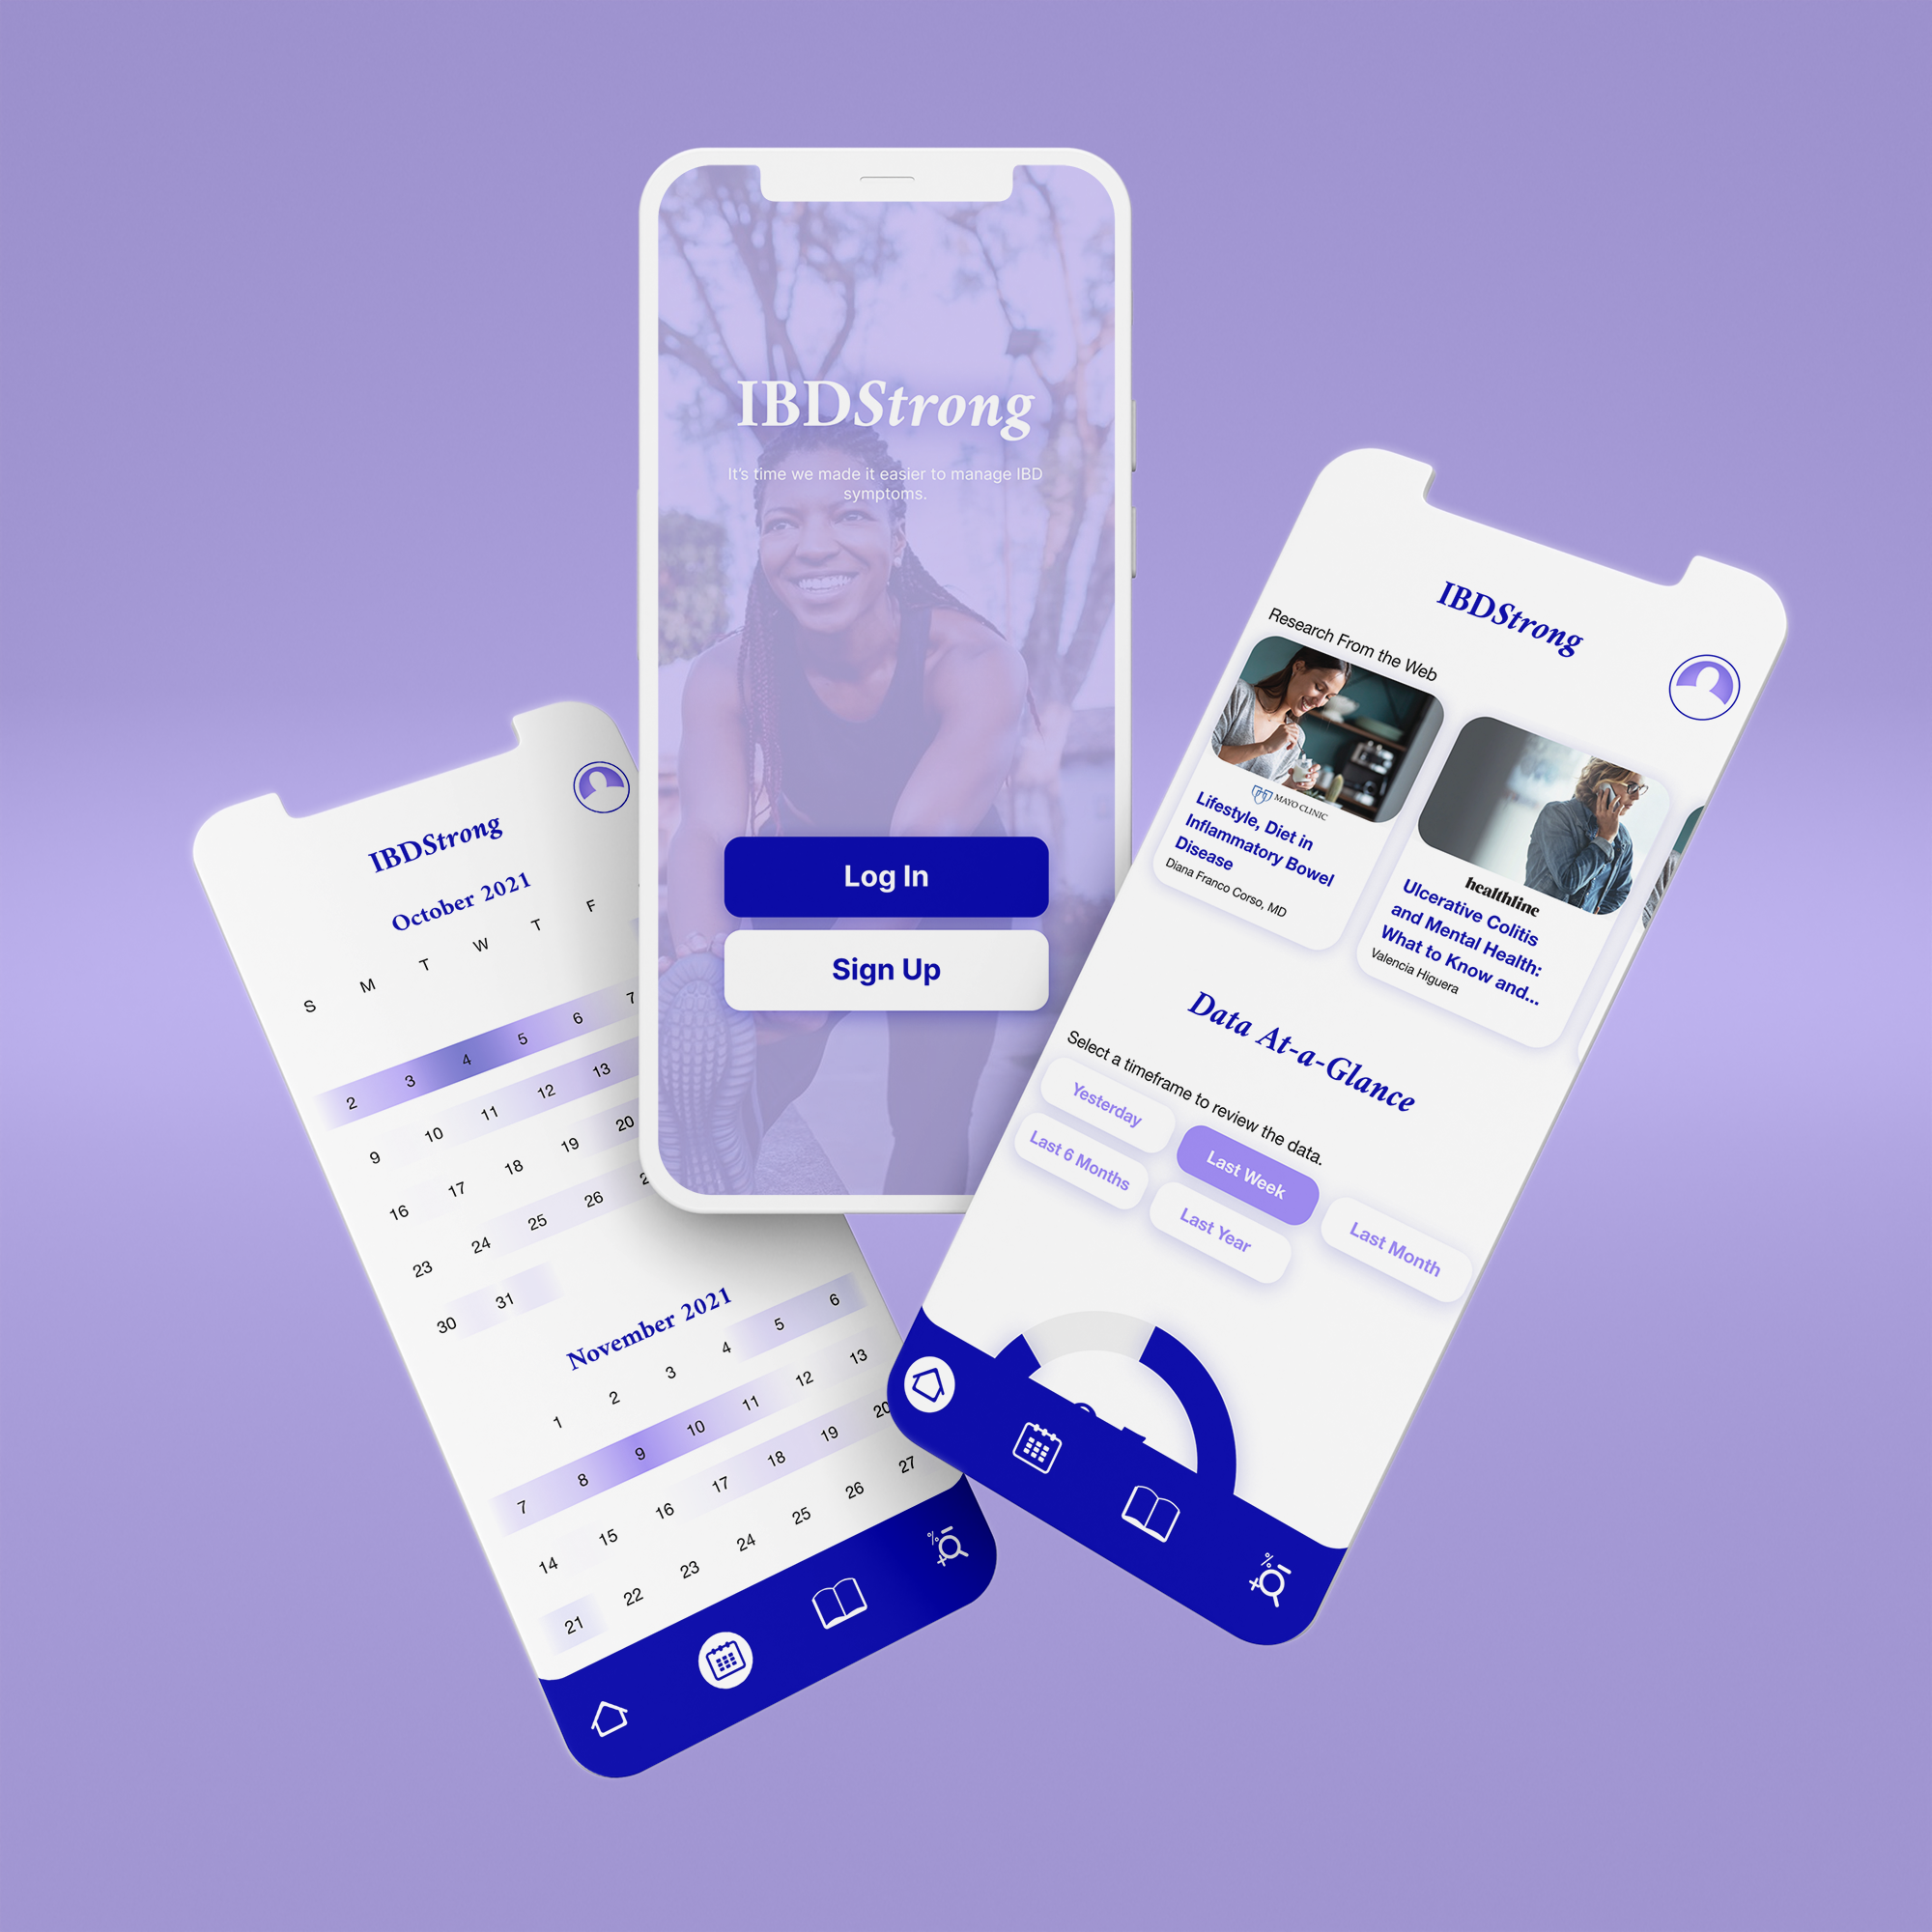 IBDStrong
It's time we made it easier to manage IBD
symptoms.
Log In
Sign Up
IBDStrong
October 2021
S M T W T F
2 3 4 5 6 7
9 10 11 12 13
16 17 18 19 20
23 24 25 26
30 31
November 2021
1 2 3 4 5 6
7 8 9 10 11 12 13
14 15 16 17 18 19 20
21 22 23 24 25 26 27
IBDStrong
Research From the Web
MAYO CLINIC
Lifestyle, Diet in
Inflammatory Bowel
Disease
Diana Franco Corso, MD
healthline
Ulcerative Colitis
and Mental Health:
What to Know and...
Valencia Higuera
Data At-a-Glance
Select a timeframe to review the data.
Yesterday
Last Week
Last Month
Last 6 Months
Last Year